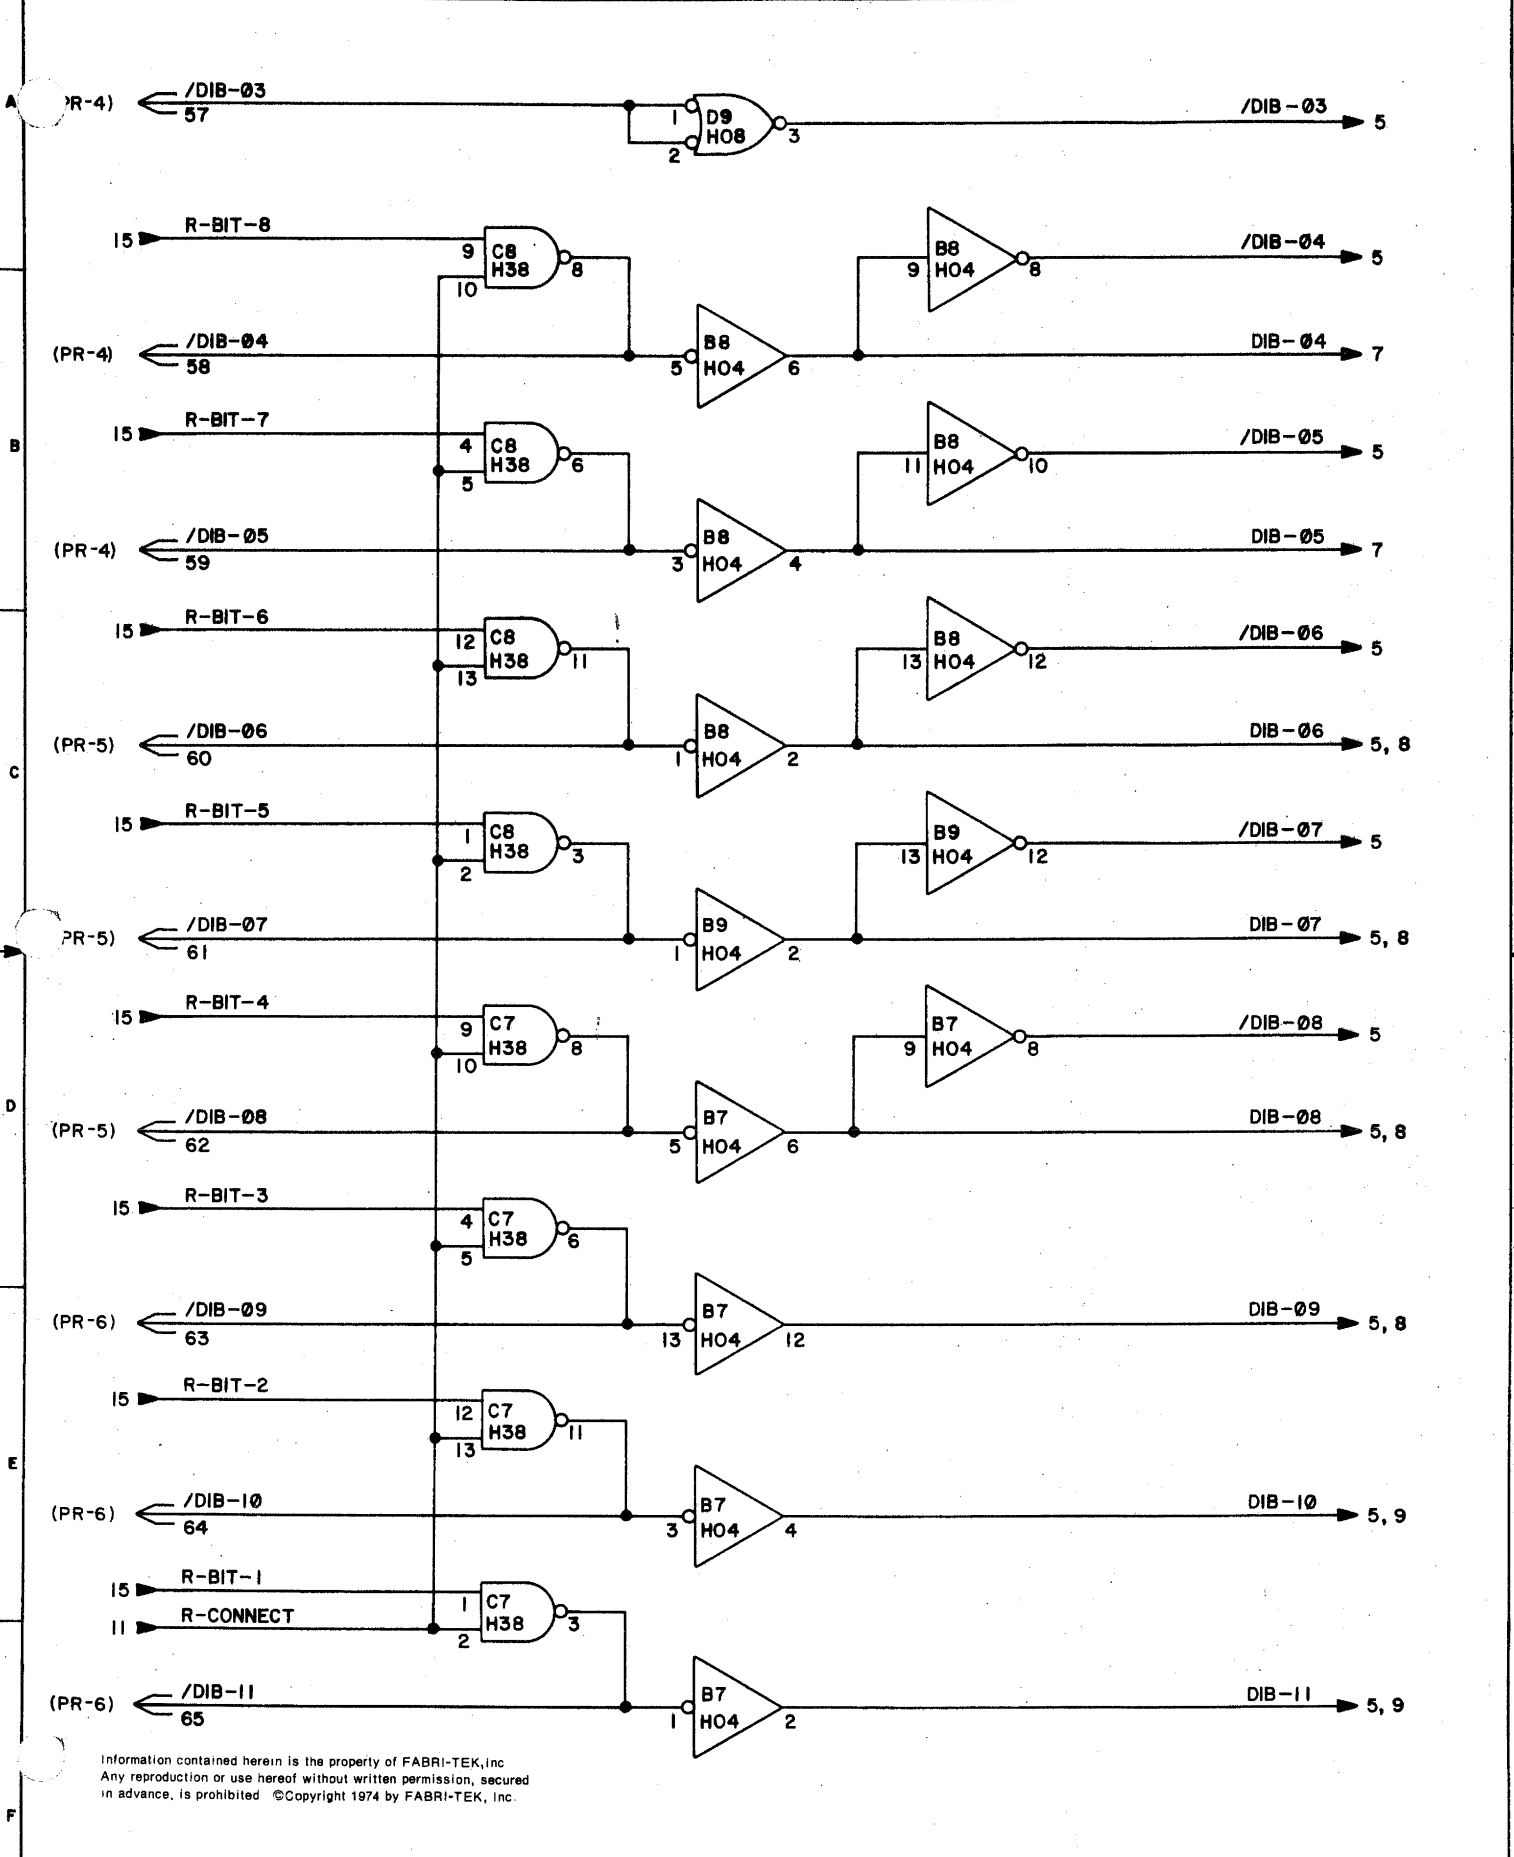 /DIB-03
A PR-4) 57 1 D9 H08 2 3 /DIB-03 5
15 R-BIT-8 9 10 C8 H38 8 9 B8 H04 8 /DIB-04 5
(PR-4) /DIB-04 58 5 B8 H04 6 DIB-04 7
B
15 R-BIT-7 4 5 C8 H38 6 11 B8 H04 10 /DIB-05 5
(PR-4) /DIB-05 59 3 B8 H04 4 DIB-05 7
15 R-BIT-6 12 13 C8 H38 11 13 B8 H04 12 /DIB-06 5
(PR-5) /DIB-06 60 1 B8 H04 2 DIB-06 5, 8
C
15 R-BIT-5 1 2 C8 H38 3 13 B9 H04 12 /DIB-07 5
PR-5) /DIB-07 61 1 B9 H04 2 DIB-07 5, 8
15 R-BIT-4 9 10 C7 H38 8 9 B7 H04 8 /DIB-08 5
D
(PR-5) /DIB-08 62 5 B7 H04 6 DIB-08 5, 8
15 R-BIT-3 4 5 C7 H38 6
(PR-6) /DIB-09 63 13 B7 H04 12 DIB-09 5, 8
15 R-BIT-2 12 13 C7 H38 11
E
(PR-6) /DIB-10 64 3 B7 H04 4 DIB-10 5, 9
15 R-BIT-1 1 C7 H38 3
11 R-CONNECT 2
(PR-6) /DIB-11 65 1 B7 H04 2 DIB-11 5, 9
Information contained herein is the property of FABRI-TEK,inc
Any reproduction or use hereof without written permission, secured
in advance, is prohibited ©Copyright 1974 by FABRI-TEK, Inc.
F